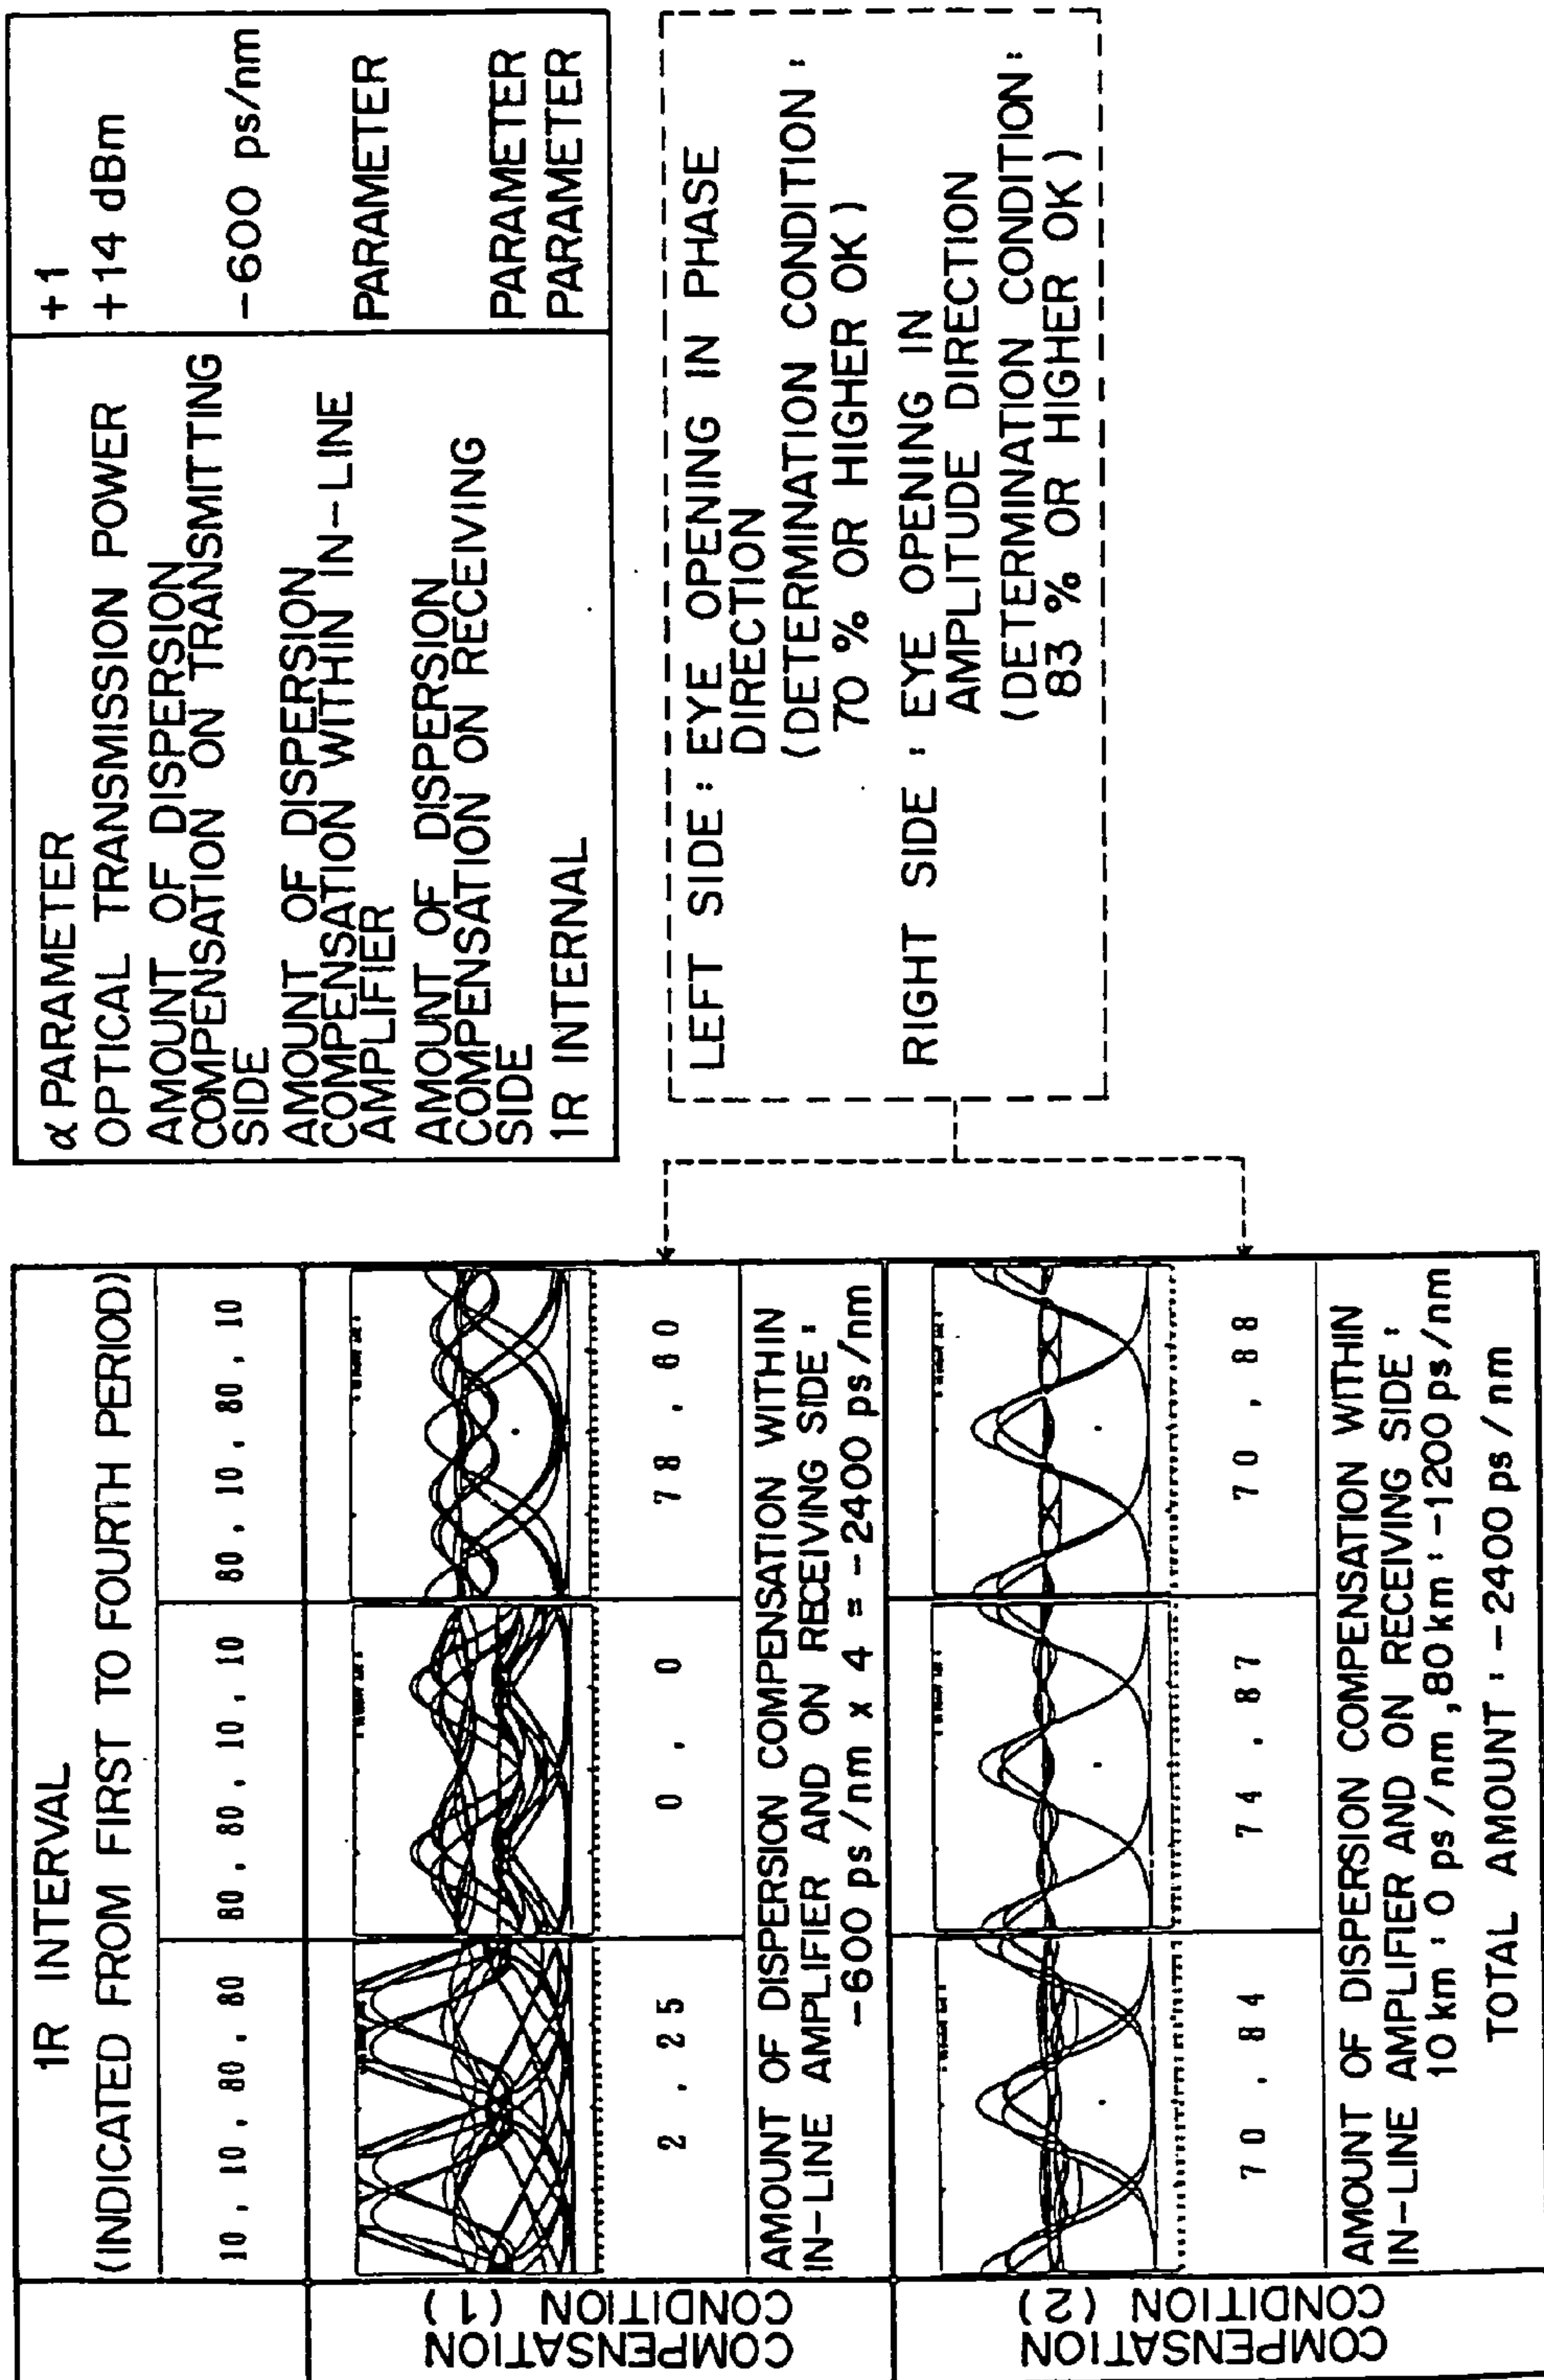 1R INTERVAL
(INDICATED FROM FIRST TO FOURTH PERIOD)
10 , 10 , 80 , 80
80 , 80 , 10 , 10
80 , 10 , 80 , 10
COMPENSATION
CONDITION (1)
2 , 25
0 , 0
78 , 60
AMOUNT OF DISPERSION COMPENSATION WITHIN
IN-LINE AMPLIFIER AND ON RECEIVING SIDE :
-600 ps/nm x 4 = -2400 ps/nm
COMPENSATION
CONDITION (2)
70 , 84
74 , 87
70 , 88
AMOUNT OF DISPERSION COMPENSATION WITHIN
IN-LINE AMPLIFIER AND ON RECEIVING SIDE :
10 km : 0 ps/nm , 80 km : -1200 ps/nm
TOTAL AMOUNT : -2400 ps/nm
α PARAMETER +1
OPTICAL TRANSMISSION POWER +14 dBm
AMOUNT OF DISPERSION
COMPENSATION ON TRANSMITTING
SIDE -600 ps/nm
AMOUNT OF DISPERSION
COMPENSATION WITHIN IN-LINE
AMPLIFIER PARAMETER
AMOUNT OF DISPERSION
COMPENSATION ON RECEIVING
SIDE PARAMETER
1R INTERNAL PARAMETER
LEFT SIDE : EYE OPENING IN PHASE
DIRECTION
(DETERMINATION CONDITION :
70 % OR HIGHER OK)
RIGHT SIDE : EYE OPENING IN
AMPLITUDE DIRECTION
(DETERMINATION CONDITION :
83 % OR HIGHER OK)